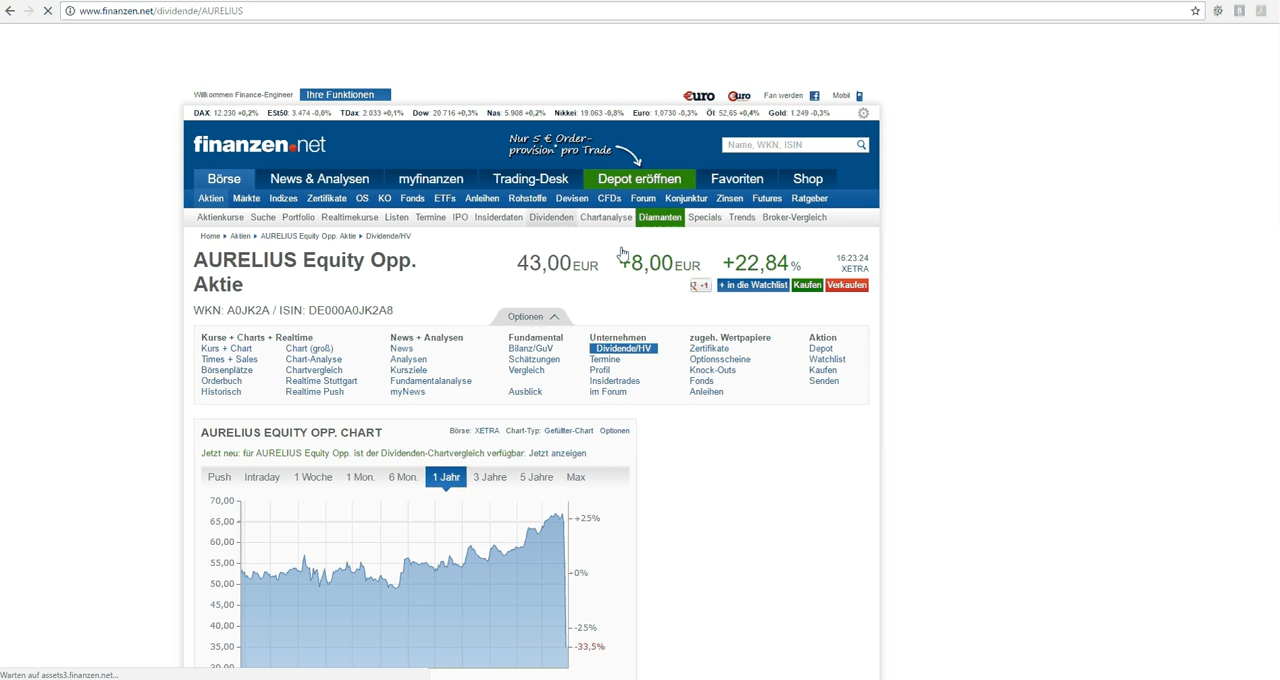 www.finanzen.net/dividende/AURELIUS
Willkommen Finance-Engineer Ihre Funktionen €uro €uro Fan werden Mobil
DAX: 12.230 +0,2% ESt50: 3.474 -0,0% TDax: 2.033 +0,1% Dow: 20.716 +0,3% Nas: 5.908 +0,2% Nikkei: 19.063 -0,8% Euro: 1,0730 -0,3% Öl: 52,65 +0,4% Gold: 1.249 -0,3%
Nur 5 € Order-
provision* pro Trade
finanzen.net
Name, WKN, ISIN
Börse News & Analysen myfinanzen Trading-Desk Depot eröffnen Favoriten Shop
Aktien Märkte Indizes Zertifikate OS KO Fonds ETFs Anleihen Rohstoffe Devisen CFDs Forum Konjunktur Zinsen Futures Ratgeber
Aktienkurse Suche Portfolio Realtimekurse Listen Termine IPO Insiderdaten Dividenden Chartanalyse Diamanten Specials Trends Broker-Vergleich
Home Aktien AURELIUS Equity Opp. Aktie Dividende/HV
AURELIUS Equity Opp.
Aktie
43,00 EUR +8,00 EUR +22,84 %
16:23:24
XETRA
+1 + in die Watchlist Kaufen Verkaufen
WKN: A0JK2A / ISIN: DE000A0JK2A8
Optionen
Kurse + Charts + Realtime News + Analysen Fundamental Unternehmen zugeh. Wertpapiere Aktion
Kurs + Chart Chart (groß) News Bilanz/GuV Dividende/HV Zertifikate Depot
Times + Sales Chart-Analyse Analysen Schätzungen Termine Optionsscheine Watchlist
Börsenplätze Chartvergleich Kursziele Vergleich Profil Knock-Outs Kaufen
Orderbuch Realtime Stuttgart Fundamentalanalyse Insidertrades Fonds Senden
Historisch Realtime Push myNews Ausblick im Forum Anleihen
AURELIUS EQUITY OPP. CHART Börse: XETRA Chart-Typ: Gefüllter-Chart Optionen
Jetzt neu: für AURELIUS Equity Opp. ist der Dividenden-Chartvergleich verfügbar: Jetzt anzeigen
Push Intraday 1 Woche 1 Mon. 6 Mon. 1 Jahr 3 Jahre 5 Jahre Max
70,00
65,00 +25%
60,00
55,00 0%
50,00
45,00
40,00 -25%
35,00 -33,5%
30,00
Warten auf assets3.finanzen.net...